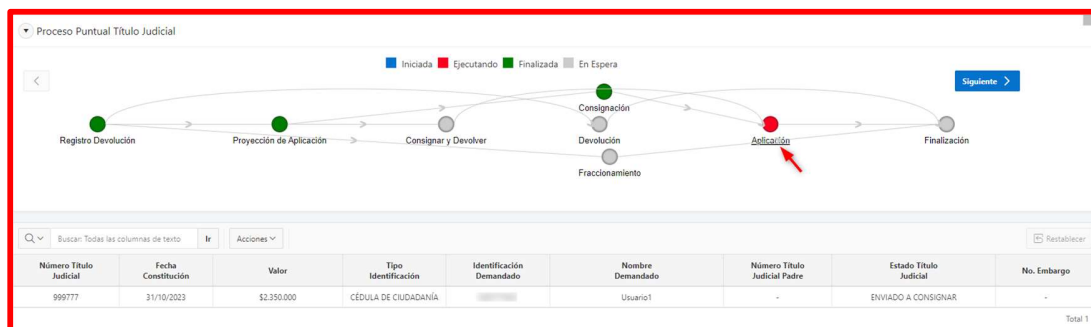 Proceso Puntual Título Judicial
Iniciada Ejecutando Finalizada En Espera
Siguiente
Consignación
Registro Devolución Proyección de Aplicación Consignar y Devolver Devolución Aplicación Finalización
Fraccionamiento
Buscar: Todas las columnas de texto Ir Acciones Restablecer
Número Título Judicial Fecha Constitución Valor Tipo Identificación Identificación Demandado Nombre Demandado Número Título Judicial Padre Estado Título Judicial No. Embargo
999777 31/10/2023 $2.350.000 CÉDULA DE CIUDADANÍA Usuario1 - ENVIADO A CONSIGNAR -
Total 1